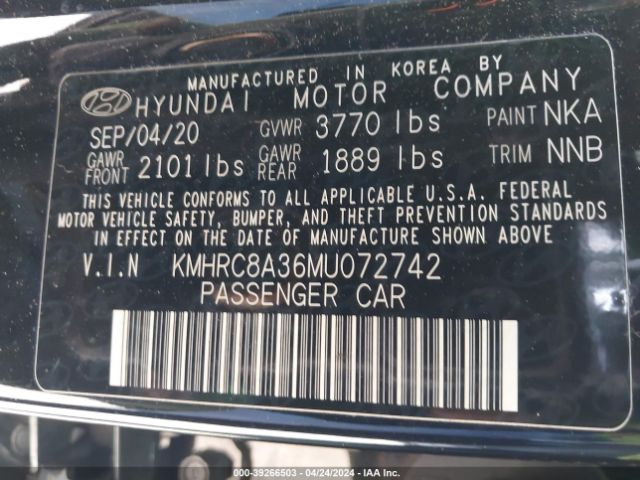 MANUFACTURED IN KOREA BY
HYUNDAI MOTOR COMPANY
SEP/04/20 GVWR 3770 lbs PAINT NKA
GAWR FRONT 2101 lbs GAWR REAR 1889 lbs TRIM NNB
THIS VEHICLE CONFORMS TO ALL APPLICABLE U.S.A. FEDERAL
MOTOR VEHICLE SAFETY, BUMPER, AND THEFT PREVENTION STANDARDS
IN EFFECT ON THE DATE OF MANUFACTURE SHOWN ABOVE.
V.I.N KMHRC8A36MU072742
PASSENGER CAR
000-39266503 - 04/24/2024 - IAA Inc.